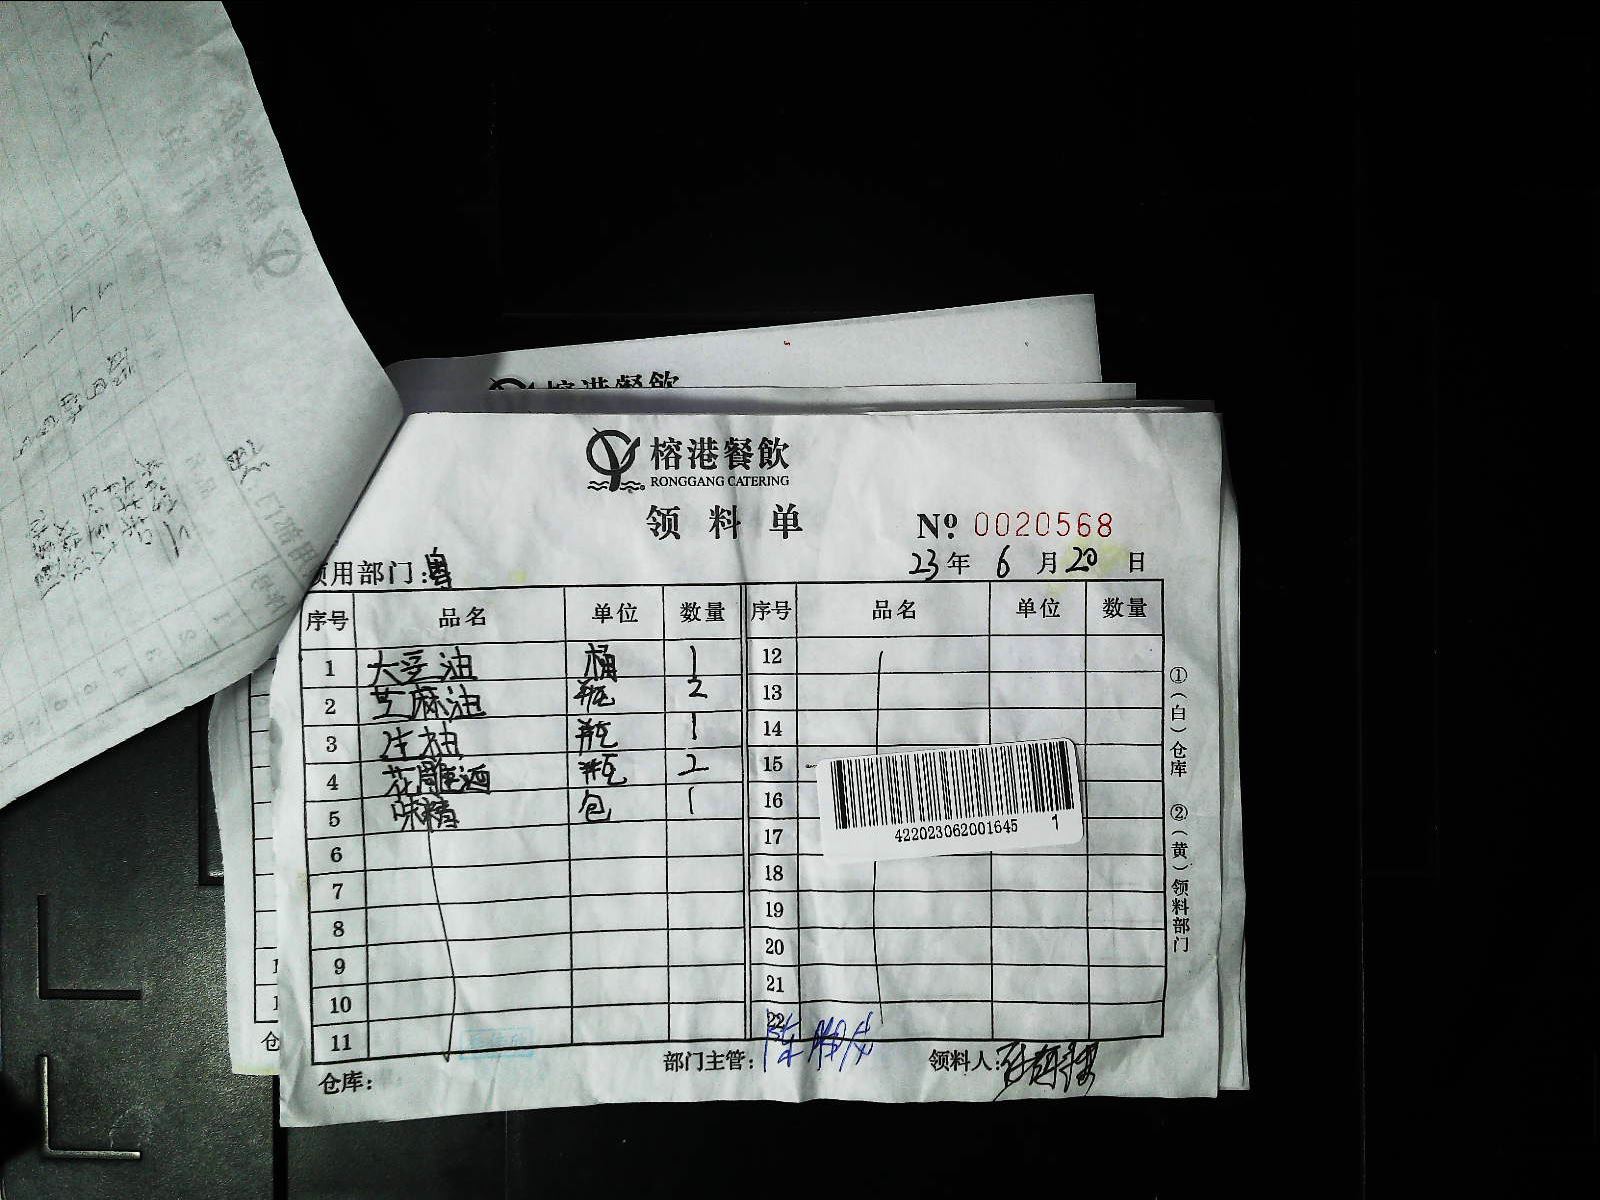 榕港餐飲
榕港餐飲
RONGGANG CATERING
领料单
№ 0020568
领用部门:粤
23年 6月20日
序号 品名 单位 数量 序号 品名 单位 数量
1 大豆油 桶 1 12
2 芝麻油 瓶 2 13
3 生抽 瓶 1 14
4 花雕酒 瓶 2 15
5 味精 包 1 16
6 17
7 18
8 19
9 20
10 21
11 22
422023062001645 1
①(白)仓库 ②(黄)领料部门
仓库: 部门主管: 领料人: